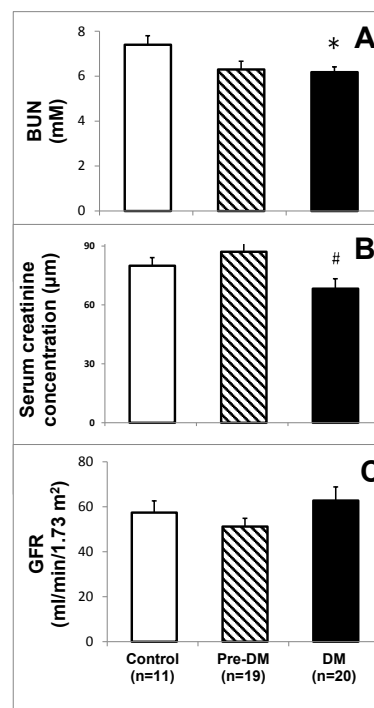 A
BUN
(mM)
8
6
4
2
0
*
B
Serum creatinine
concentration (µm)
90
60
30
0
#
C
GFR
(ml/min/1.73 m²)
80
60
40
20
0
Control
(n=11)
Pre-DM
(n=19)
DM
(n=20)